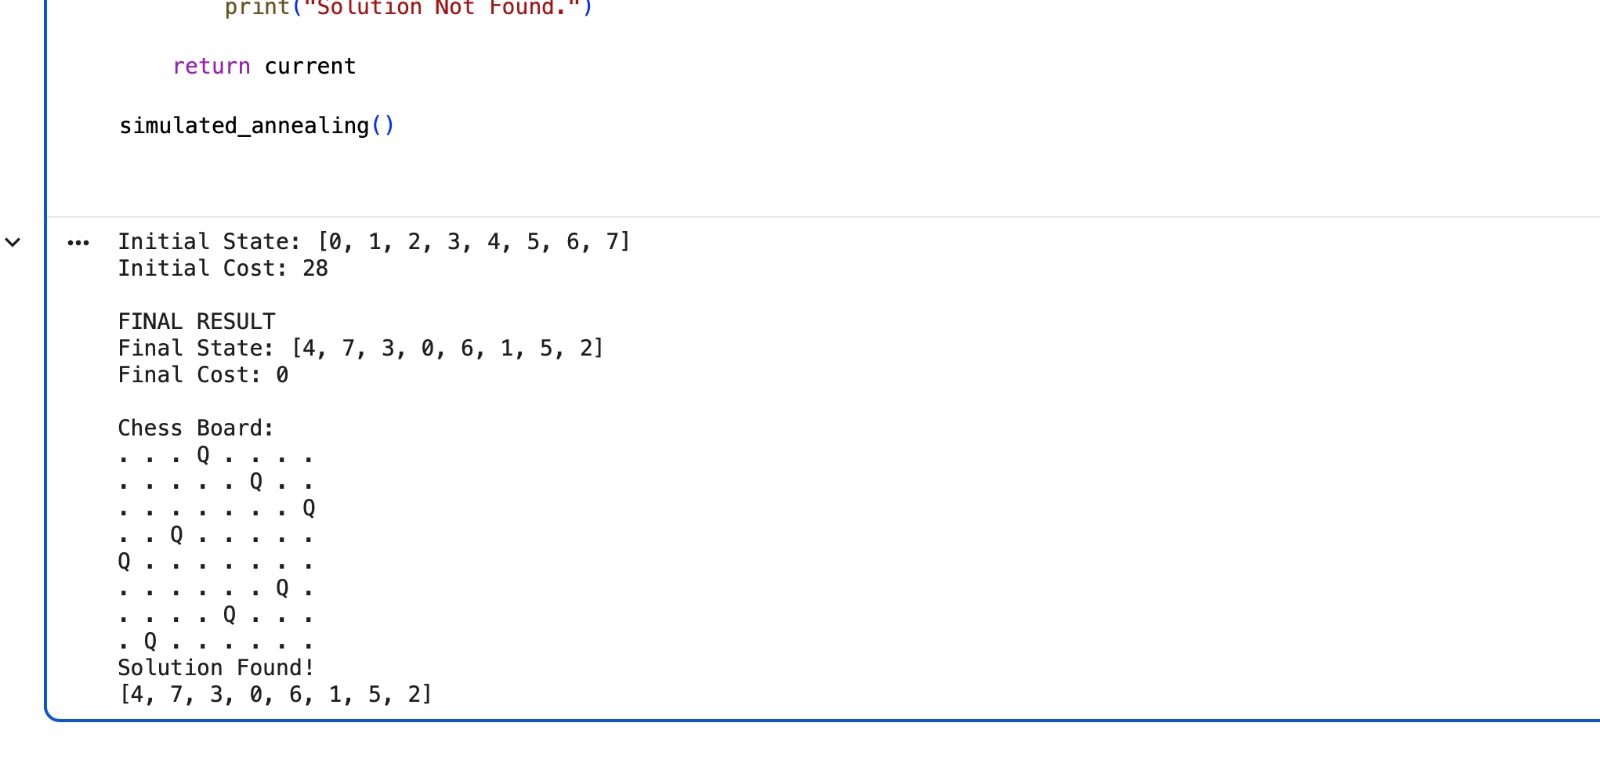 print("Solution Not Found.")
return current
simulated_annealing()
Initial State: [0, 1, 2, 3, 4, 5, 6, 7]
Initial Cost: 28
FINAL RESULT
Final State: [4, 7, 3, 0, 6, 1, 5, 2]
Final Cost: 0
Chess Board:
. . . Q . . . .
. . . . . Q . .
. . . . . . . Q
. . Q . . . . .
Q . . . . . . .
. . . . . . Q .
. . . . Q . . .
. Q . . . . . .
Solution Found!
[4, 7, 3, 0, 6, 1, 5, 2]